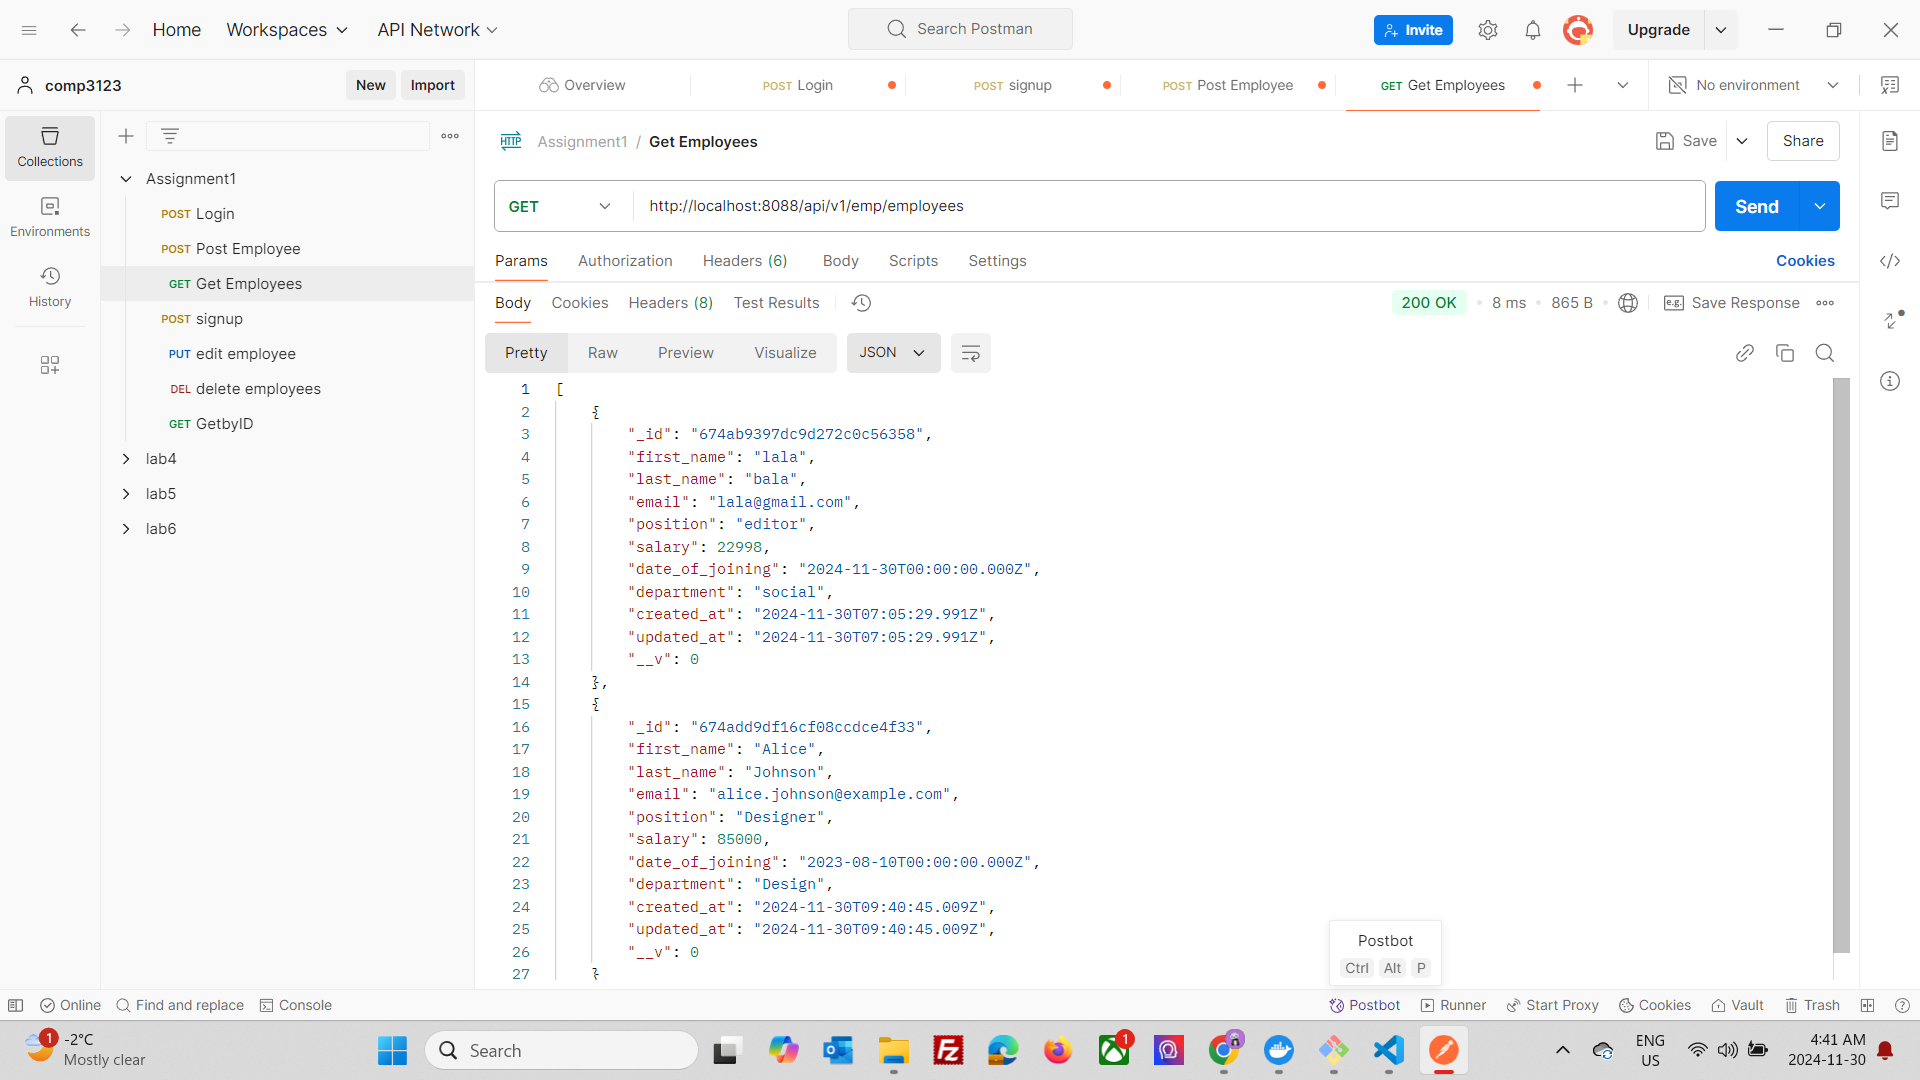 Home Workspaces API Network Search Postman Invite Upgrade
comp3123 New Import Overview POST Login POST signup POST Post Employee GET Get Employees No environment
Collections
Environments
History
Assignment1
POST Login
POST Post Employee
GET Get Employees
POST signup
PUT edit employee
DEL delete employees
GET GetbyID
lab4
lab5
lab6
HTTP Assignment1 / Get Employees Save Share
GET http://localhost:8088/api/v1/emp/employees Send
Params Authorization Headers (6) Body Scripts Settings Cookies
Body Cookies Headers (8) Test Results 200 OK 8 ms 865 B e.g. Save Response
Pretty Raw Preview Visualize JSON
1 [
2 {
3 "_id": "674ab9397dc9d272c0c56358",
4 "first_name": "lala",
5 "last_name": "bala",
6 "email": "lala@gmail.com",
7 "position": "editor",
8 "salary": 22998,
9 "date_of_joining": "2024-11-30T00:00:00.000Z",
10 "department": "social",
11 "created_at": "2024-11-30T07:05:29.991Z",
12 "updated_at": "2024-11-30T07:05:29.991Z",
13 "__v": 0
14 },
15 {
16 "_id": "674add9df16cf08ccdce4f33",
17 "first_name": "Alice",
18 "last_name": "Johnson",
19 "email": "alice.johnson@example.com",
20 "position": "Designer",
21 "salary": 85000,
22 "date_of_joining": "2023-08-10T00:00:00.000Z",
23 "department": "Design",
24 "created_at": "2024-11-30T09:40:45.009Z",
25 "updated_at": "2024-11-30T09:40:45.009Z",
26 "__v": 0
27 }
Postbot
Ctrl Alt P
Online Find and replace Console Postbot Runner Start Proxy Cookies Vault Trash
1 -2°C
Mostly clear
Search
Fz
1
ENG
US
4:41 AM
2024-11-30